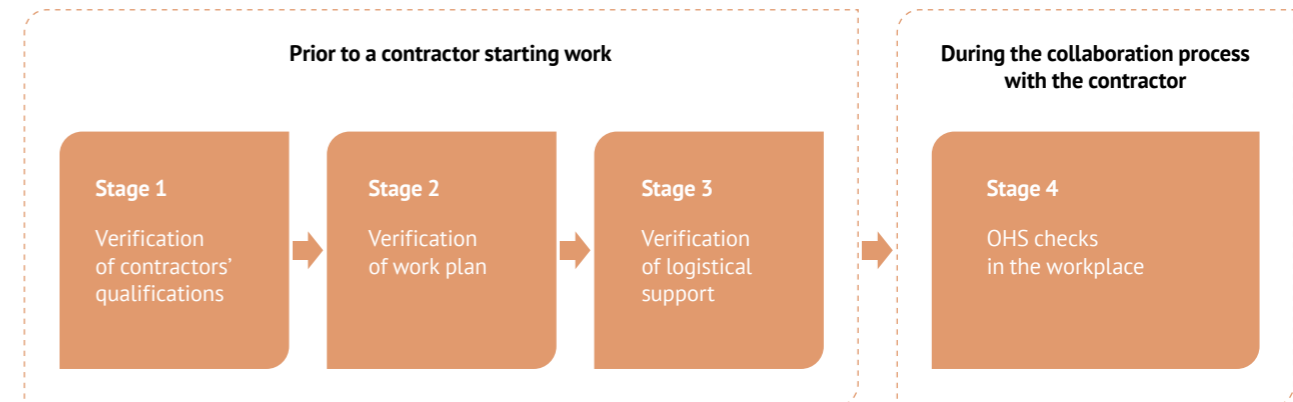 Prior to a contractor starting work
Stage 1
Verification
of contractors’
qualifications
Stage 2
Verification
of work plan
Stage 3
Verification
of logistical
support
During the collaboration process
with the contractor
Stage 4
OHS checks
in the workplace